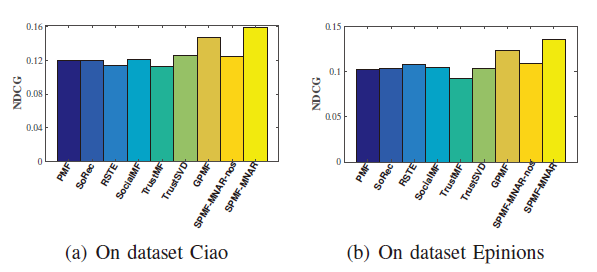 0.16
0.12
0.08
0.04
0
NDCG
PMF
SoRec
RSTE
SocialMF
TrustMF
TrustSVD
GPMF
SPMF-MNAR-nos
SPMF-MNAR
(a) On dataset Ciao
0.15
0.1
0.05
0
NDCG
PMF
SoRec
RSTE
SocialMF
TrustMF
TrustSVD
GPMF
SPMF-MNAR-nos
SPMF-MNAR
(b) On dataset Epinions